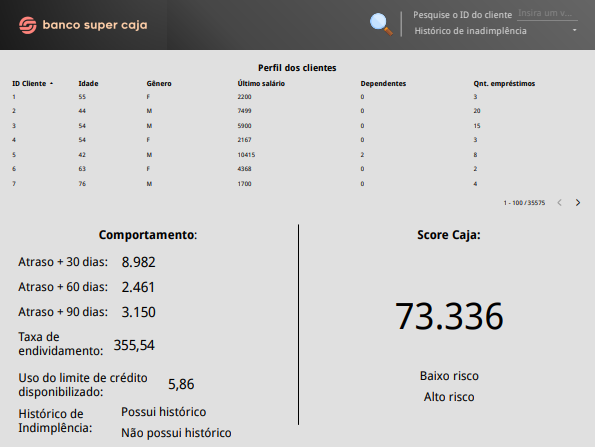 banco super caja
Pesquise o ID do cliente Insira um v...
Histórico de inadimplência
Perfil dos clientes
ID Cliente Idade Gênero Último salário Dependentes Qnt. empréstimos
1 55 F 2200 0 3
2 44 M 7499 0 20
3 54 M 5900 0 15
4 54 F 2167 0 3
5 42 M 10415 2 8
6 63 F 4368 0 2
7 76 M 1700 0 4
1 - 100 / 35575
Comportamento:
Atraso + 30 dias: 8.982
Atraso + 60 dias: 2.461
Atraso + 90 dias: 3.150
Taxa de
endividamento: 355,54
Uso do limite de crédito
disponibilizado: 5,86
Histórico de
Indimplência:
Possui histórico
Não possui histórico
Score Caja:
73.336
Baixo risco
Alto risco